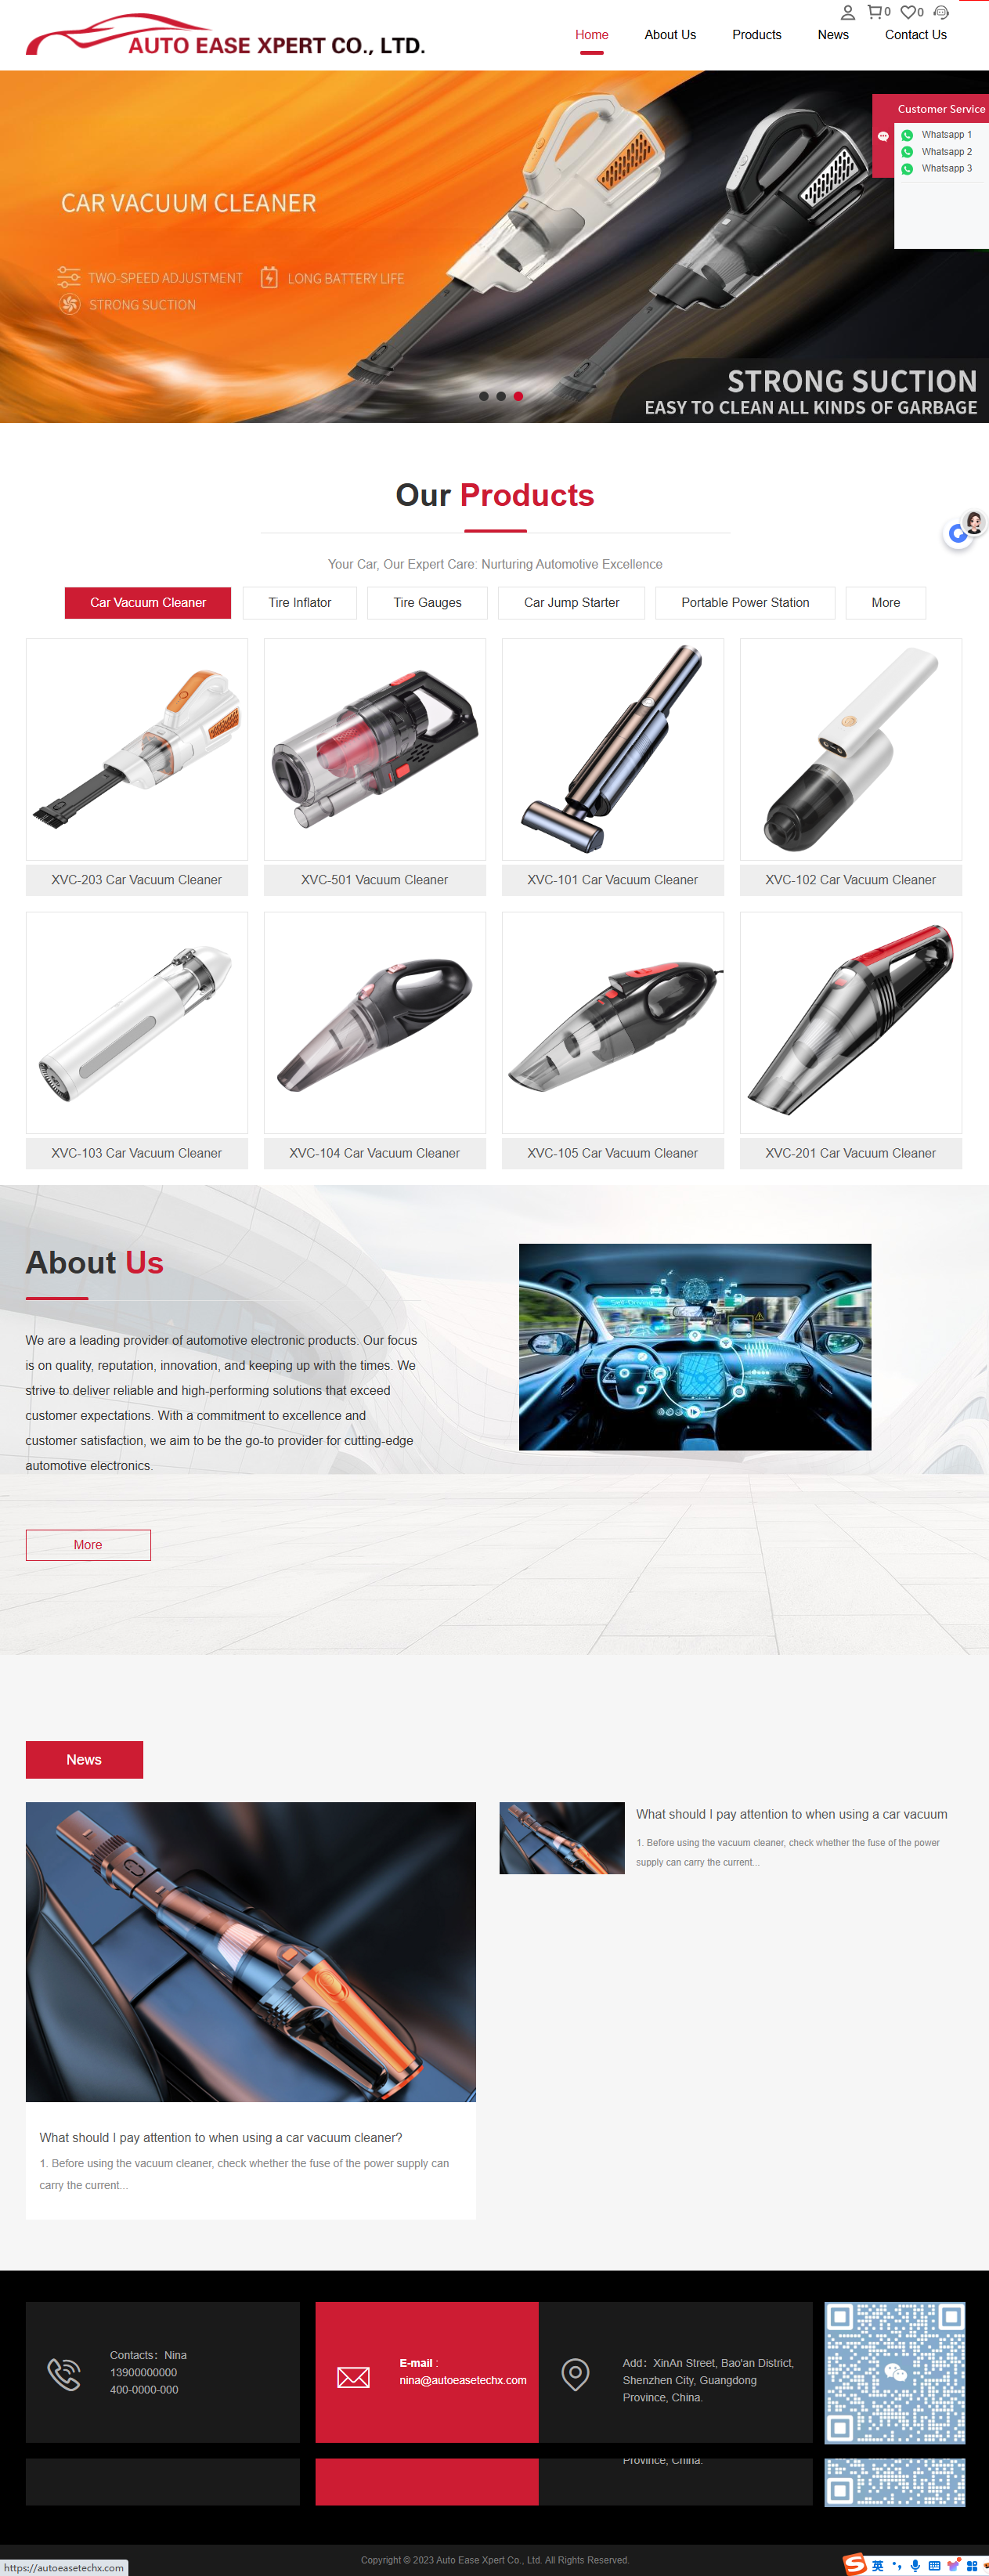 AUTO EASE XPERT CO., LTD.
0
0
Home
About Us
Products
News
Contact Us
Customer Service
Whatsapp 1
Whatsapp 2
Whatsapp 3
CAR VACUUM CLEANER
TWO-SPEED ADJUSTMENT
LONG BATTERY LIFE
STRONG SUCTION
STRONG SUCTION
EASY TO CLEAN ALL KINDS OF GARBAGE
Our Products
Your Car, Our Expert Care: Nurturing Automotive Excellence
Car Vacuum Cleaner
Tire Inflator
Tire Gauges
Car Jump Starter
Portable Power Station
More
XVC-203 Car Vacuum Cleaner
XVC-501 Vacuum Cleaner
XVC-101 Car Vacuum Cleaner
XVC-102 Car Vacuum Cleaner
XVC-103 Car Vacuum Cleaner
XVC-104 Car Vacuum Cleaner
XVC-105 Car Vacuum Cleaner
XVC-201 Car Vacuum Cleaner
About Us
We are a leading provider of automotive electronic products. Our focus
is on quality, reputation, innovation, and keeping up with the times. We
strive to deliver reliable and high-performing solutions that exceed
customer expectations. With a commitment to excellence and
customer satisfaction, we aim to be the go-to provider for cutting-edge
automotive electronics.
More
News
What should I pay attention to when using a car vacuum cleaner?
1. Before using the vacuum cleaner, check whether the fuse of the power supply can
carry the current...
What should I pay attention to when using a car vacuum
1. Before using the vacuum cleaner, check whether the fuse of the power
supply can carry the current...
Contacts：Nina
13900000000
400-0000-000
E-mail :
nina@autoeasetechx.com
Add：XinAn Street, Bao'an District,
Shenzhen City, Guangdong
Province, China.
Province, China.
Copyright © 2023 Auto Ease Xpert Co., Ltd. All Rights Reserved.
https://autoeasetechx.com
英